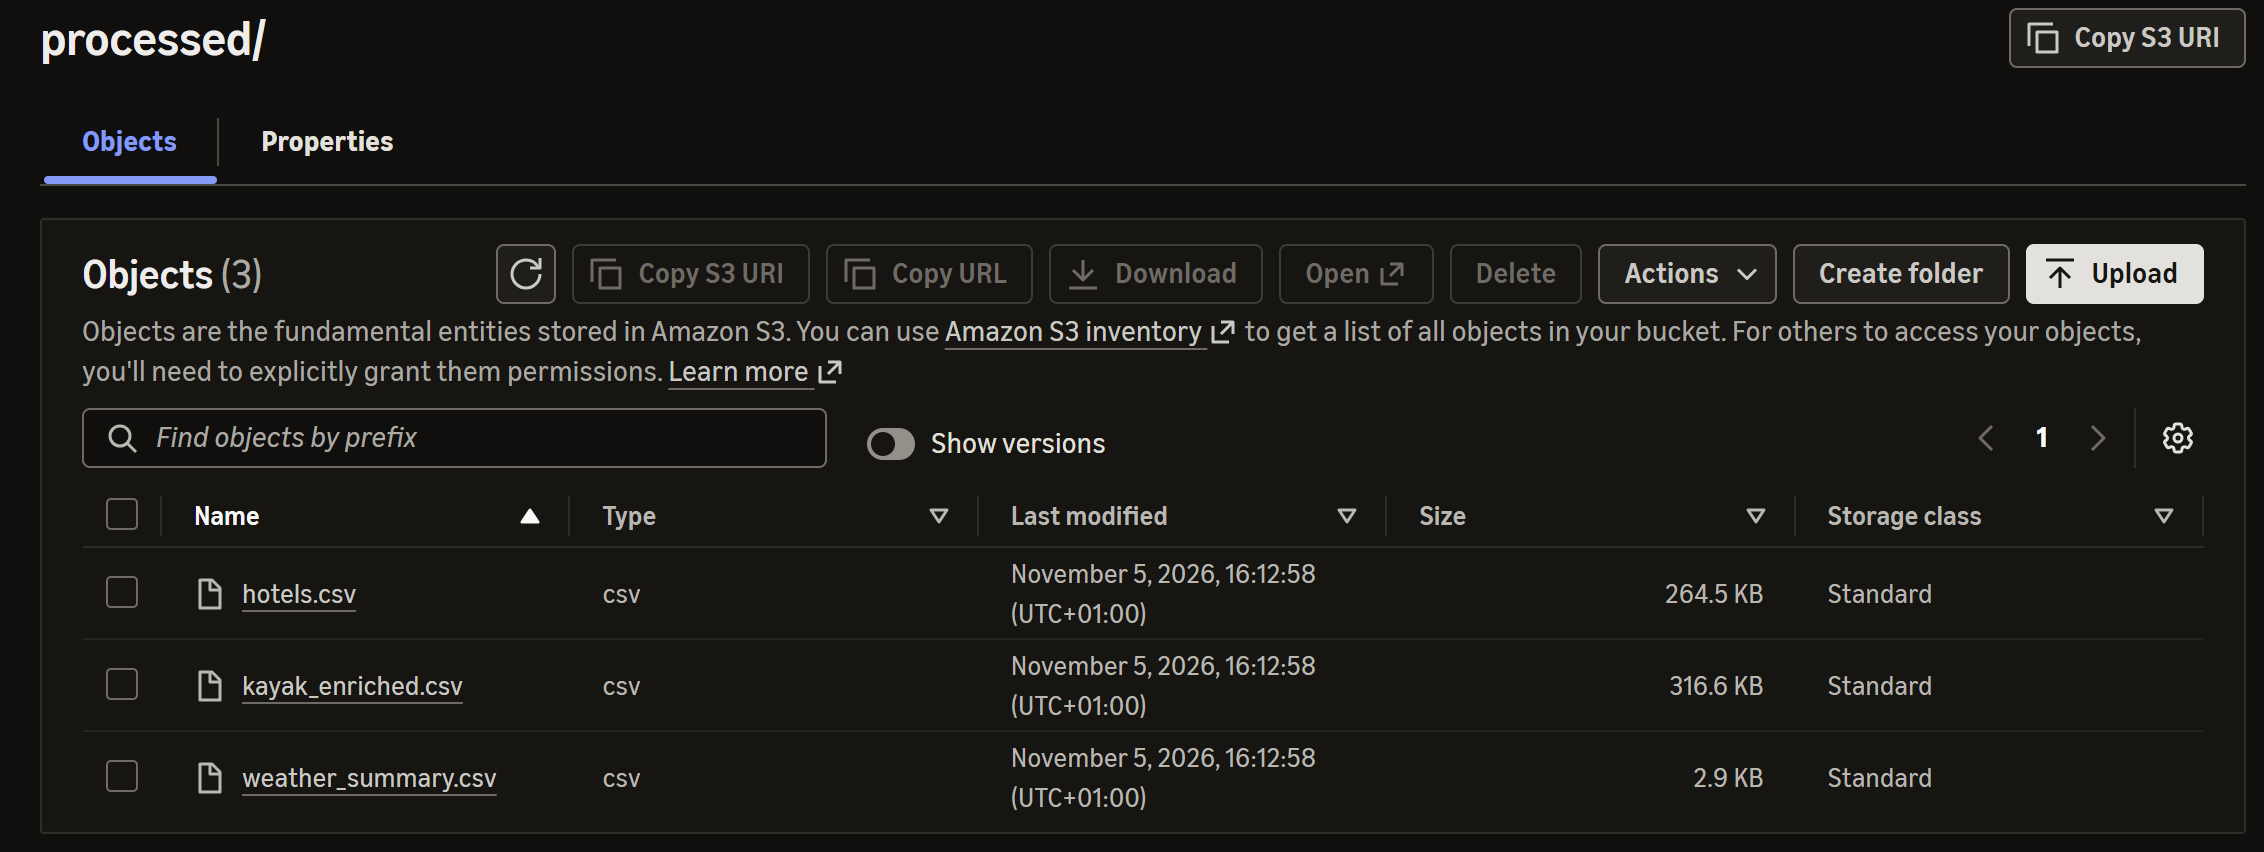 processed/
Copy S3 URI
Objects
Properties
Objects (3)
Copy S3 URI
Copy URL
Download
Open
Delete
Actions
Create folder
Upload
Objects are the fundamental entities stored in Amazon S3. You can use Amazon S3 inventory to get a list of all objects in your bucket. For others to access your objects,
you'll need to explicitly grant them permissions. Learn more
Find objects by prefix
Show versions
1
Name Type Last modified Size Storage class
hotels.csv csv November 5, 2026, 16:12:58 (UTC+01:00) 264.5 KB Standard
kayak_enriched.csv csv November 5, 2026, 16:12:58 (UTC+01:00) 316.6 KB Standard
weather_summary.csv csv November 5, 2026, 16:12:58 (UTC+01:00) 2.9 KB Standard